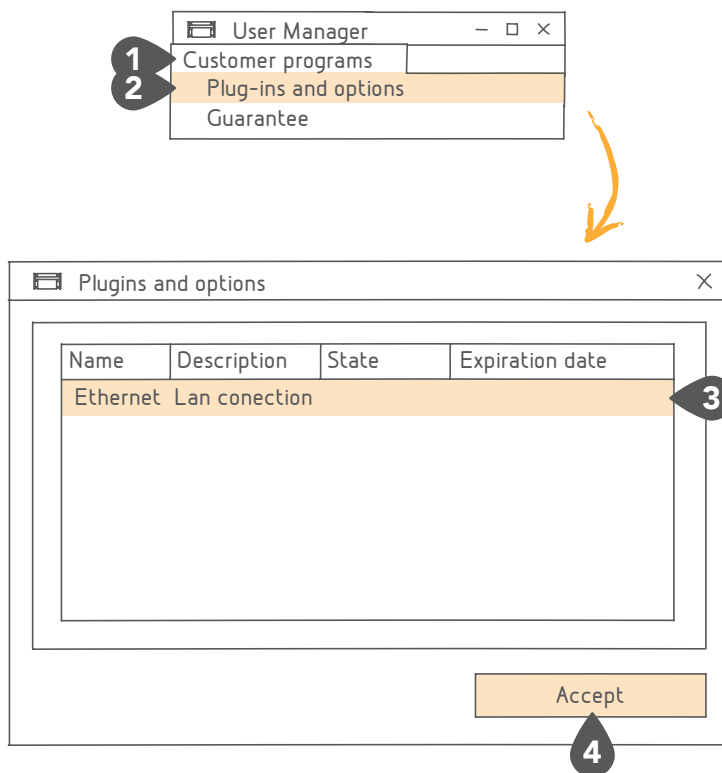 User Manager
1 Customer programs
2 Plug-ins and options
Guarantee
Plugins and options
Name Description State Expiration date
Ethernet Lan conection 3
Accept
4